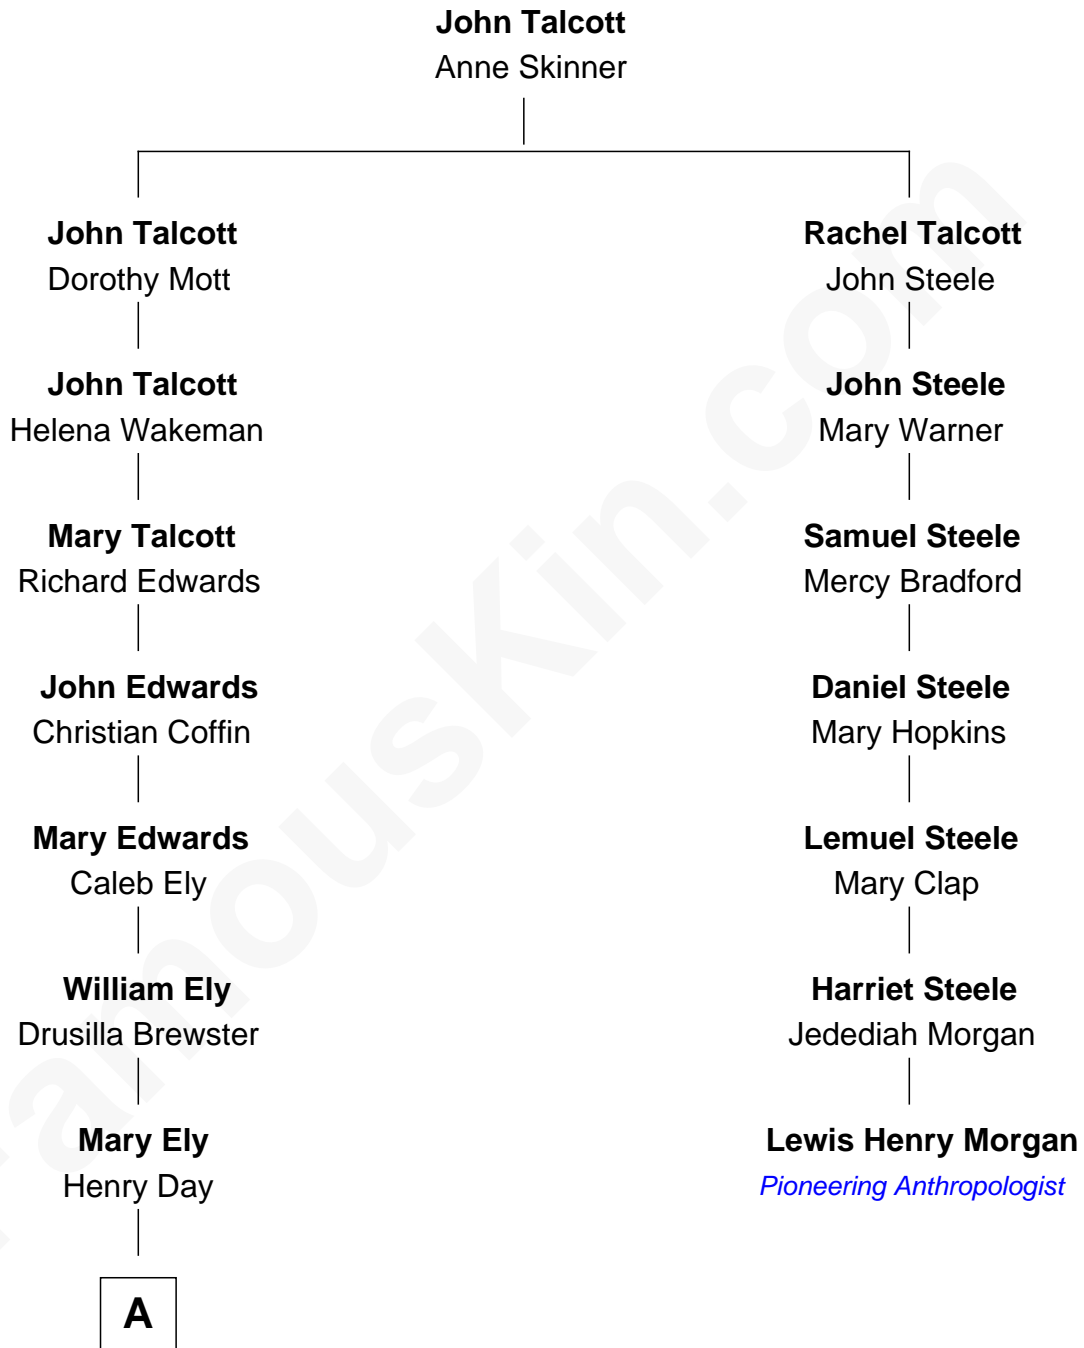 John Talcott
Anne Skinner
John Talcott
Dorothy Mott
Rachel Talcott
John Steele
John Talcott
Helena Wakeman
John Steele
Mary Warner
Mary Talcott
Richard Edwards
Samuel Steele
Mercy Bradford
John Edwards
Christian Coffin
Daniel Steele
Mary Hopkins
Mary Edwards
Caleb Ely
Lemuel Steele
Mary Clap
William Ely
Drusilla Brewster
Harriet Steele
Jedediah Morgan
Mary Ely
Henry Day
Lewis Henry Morgan
Pioneering Anthropologist
A
FamousKin.com